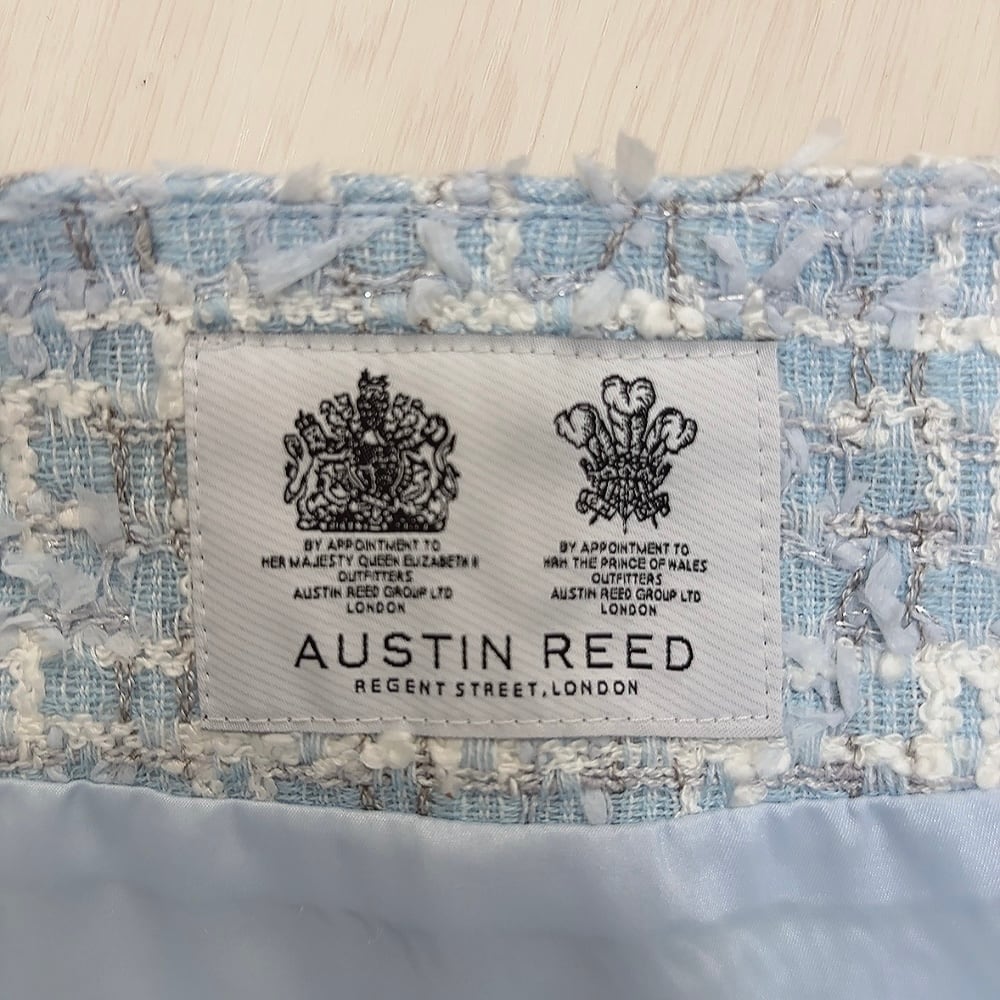 BY APPOINTMENT TO
HER MAJESTY QUEEN ELIZABETH II
OUTFITTERS
AUSTIN REED GROUP LTD
LONDON
BY APPOINTMENT TO
HRH THE PRINCE OF WALES
OUTFITTERS
AUSTIN REED GROUP LTD
LONDON
AUSTIN REED
REGENT STREET, LONDON